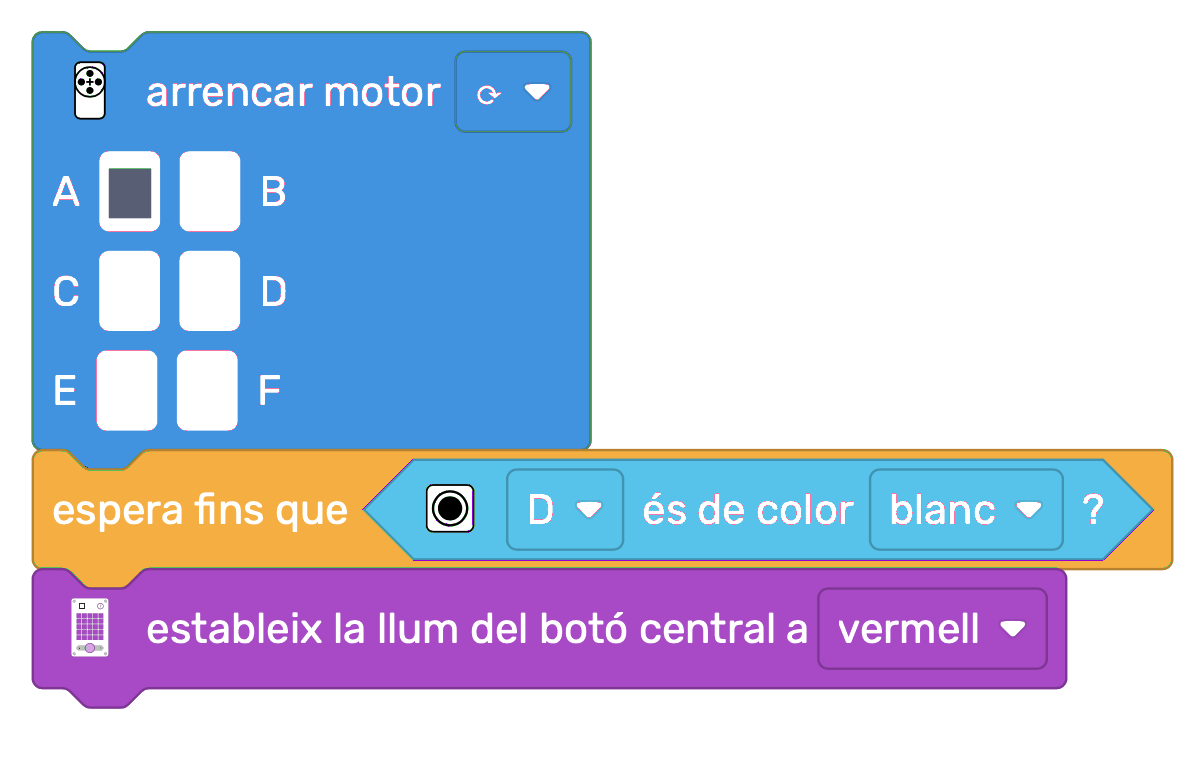 arrencar motor ⟳
A B
C D
E F
espera fins que D és de color blanc ?
estableix la llum del botó central a vermell